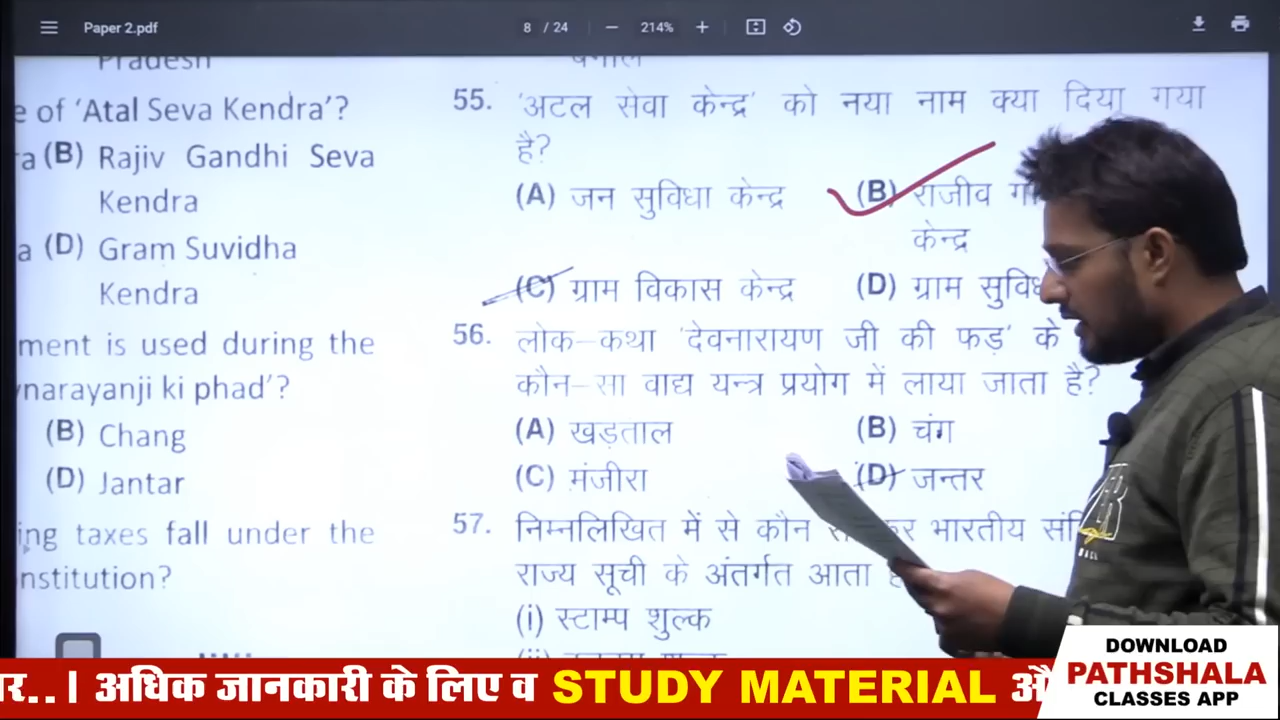 Paper 2.pdf
8 / 24
214%
Pradesh
e of 'Atal Seva Kendra'?
a (B) Rajiv Gandhi Seva
Kendra
a (D) Gram Suvidha
Kendra
ment is used during the
narayanji ki phad'?
(B) Chang
(D) Jantar
ing taxes fall under the
nstitution?
55. 'अटल सेवा केन्द्र' को नया नाम क्या दिया गया
है?
(A) जन सुविधा केन्द्र (B) राजीव
केन्द्र
(C) ग्राम विकास केन्द्र (D) ग्राम
56. लोक–कथा 'देवनारायण जी की फड़' के
कौन–सा वाद्य यन्त्र प्रयोग में लाया जाता है?
(A) खड़ताल (B) चंग
(C) मंजीरा (D) जन्तर
57. निम्नलिखित में से कौन कर भारतीय
राज्य सूची के अंतर्गत आता
(i) स्टाम्प शुल्क
र..। अधिक जानकारी के लिए व STUDY MATERIAL औ
DOWNLOAD
PATHSHALA
CLASSES APP